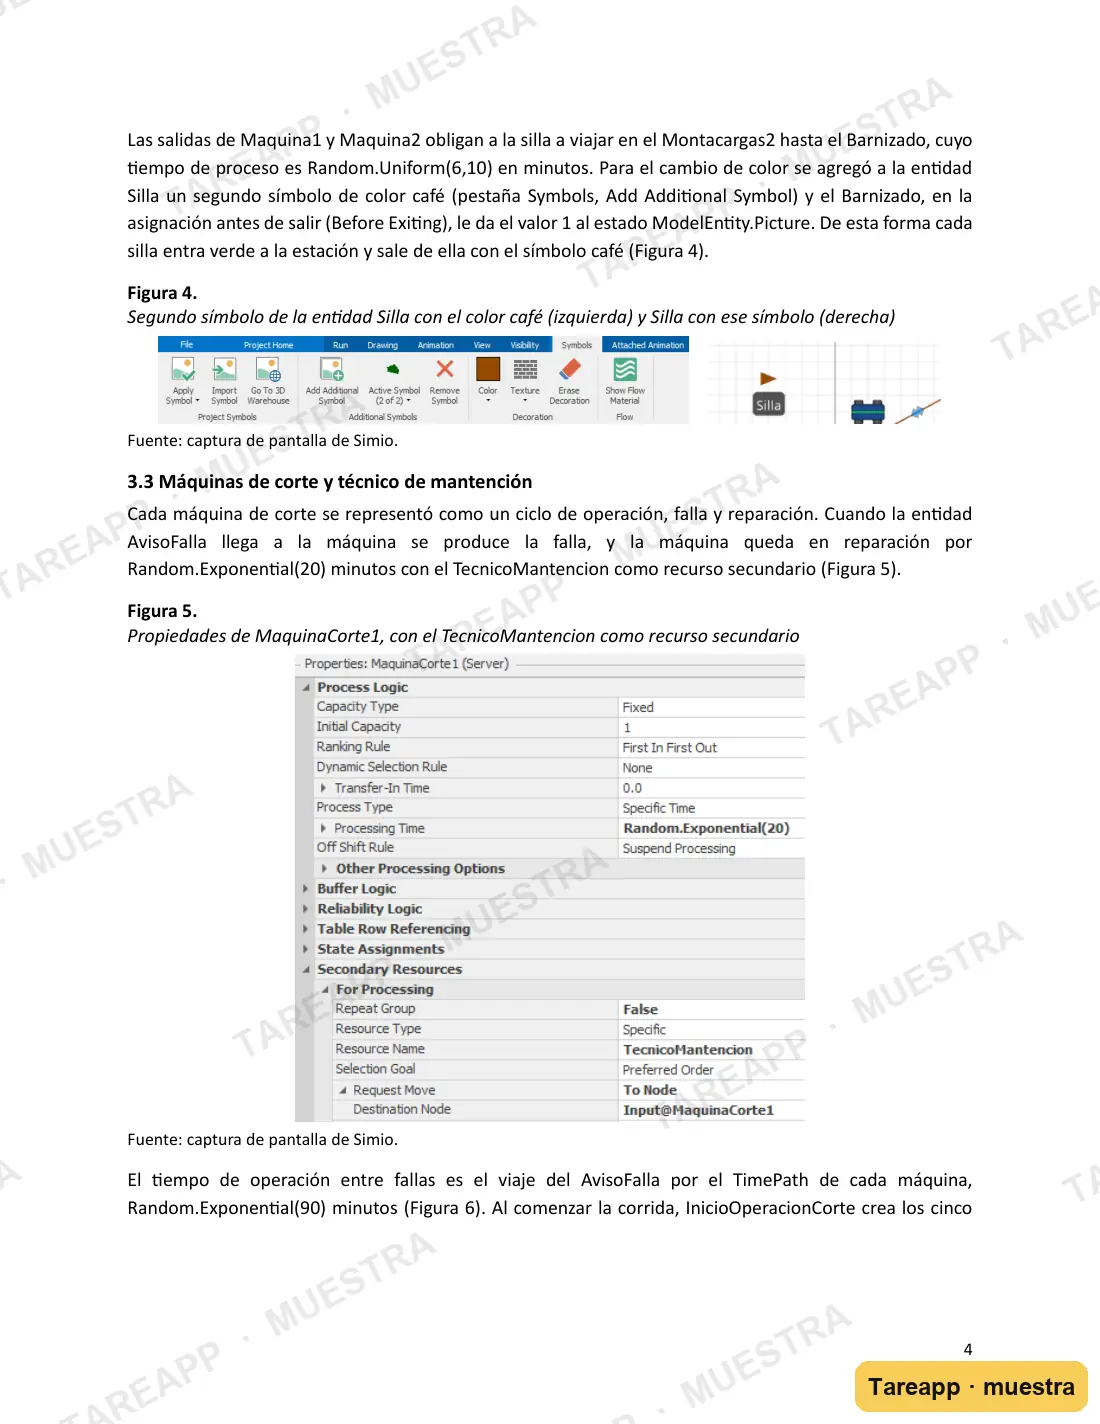 Las salidas de Maquina1 y Maquina2 obligan a la silla a viajar en el Montacargas2 hasta el Barnizado, cuyo
tiempo de proceso es Random.Uniform(6,10) en minutos. Para el cambio de color se agregó a la entidad
Silla un segundo símbolo de color café (pestaña Symbols, Add Additional Symbol) y el Barnizado, en la
asignación antes de salir (Before Exiting), le da el valor 1 al estado ModelEntity.Picture. De esta forma cada
silla entra verde a la estación y sale de ella con el símbolo café (Figura 4).
Figura 4.
Segundo símbolo de la entidad Silla con el color café (izquierda) y Silla con ese símbolo (derecha)
File Project Home Run Drawing Animation View Visibility Symbols Attached Animation
Apply Symbol Import Symbol Go To 3D Warehouse Add Additional Symbol Active Symbol (2 of 2) Remove Symbol Color Texture Erase Decoration Show Flow Material
Project Symbols Additional Symbols Decoration Flow
Silla
Fuente: captura de pantalla de Simio.
3.3 Máquinas de corte y técnico de mantención
Cada máquina de corte se representó como un ciclo de operación, falla y reparación. Cuando la entidad
AvisoFalla llega a la máquina se produce la falla, y la máquina queda en reparación por
Random.Exponential(20) minutos con el TecnicoMantencion como recurso secundario (Figura 5).
Figura 5.
Propiedades de MaquinaCorte1, con el TecnicoMantencion como recurso secundario
Properties: MaquinaCorte1 (Server)
Process Logic
Capacity Type Fixed
Initial Capacity 1
Ranking Rule First In First Out
Dynamic Selection Rule None
Transfer-In Time 0.0
Process Type Specific Time
Processing Time Random.Exponential(20)
Off Shift Rule Suspend Processing
Other Processing Options
Buffer Logic
Reliability Logic
Table Row Referencing
State Assignments
Secondary Resources
For Processing
Repeat Group False
Resource Type Specific
Resource Name TecnicoMantencion
Selection Goal Preferred Order
Request Move To Node
Destination Node Input@MaquinaCorte1
Fuente: captura de pantalla de Simio.
El tiempo de operación entre fallas es el viaje del AvisoFalla por el TimePath de cada máquina,
Random.Exponential(90) minutos (Figura 6). Al comenzar la corrida, InicioOperacionCorte crea los cinco
4
Tareapp · muestra
TAREAPP · MUESTRA